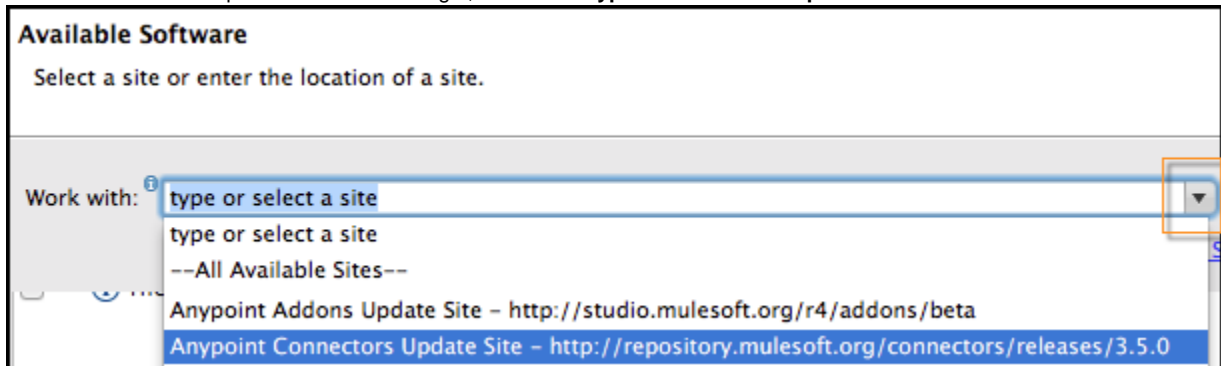 Available Software
Select a site or enter the location of a site.
Work with: type or select a site
type or select a site
--All Available Sites--
Anypoint Addons Update Site – http://studio.mulesoft.org/r4/addons/beta
Anypoint Connectors Update Site – http://repository.mulesoft.org/connectors/releases/3.5.0